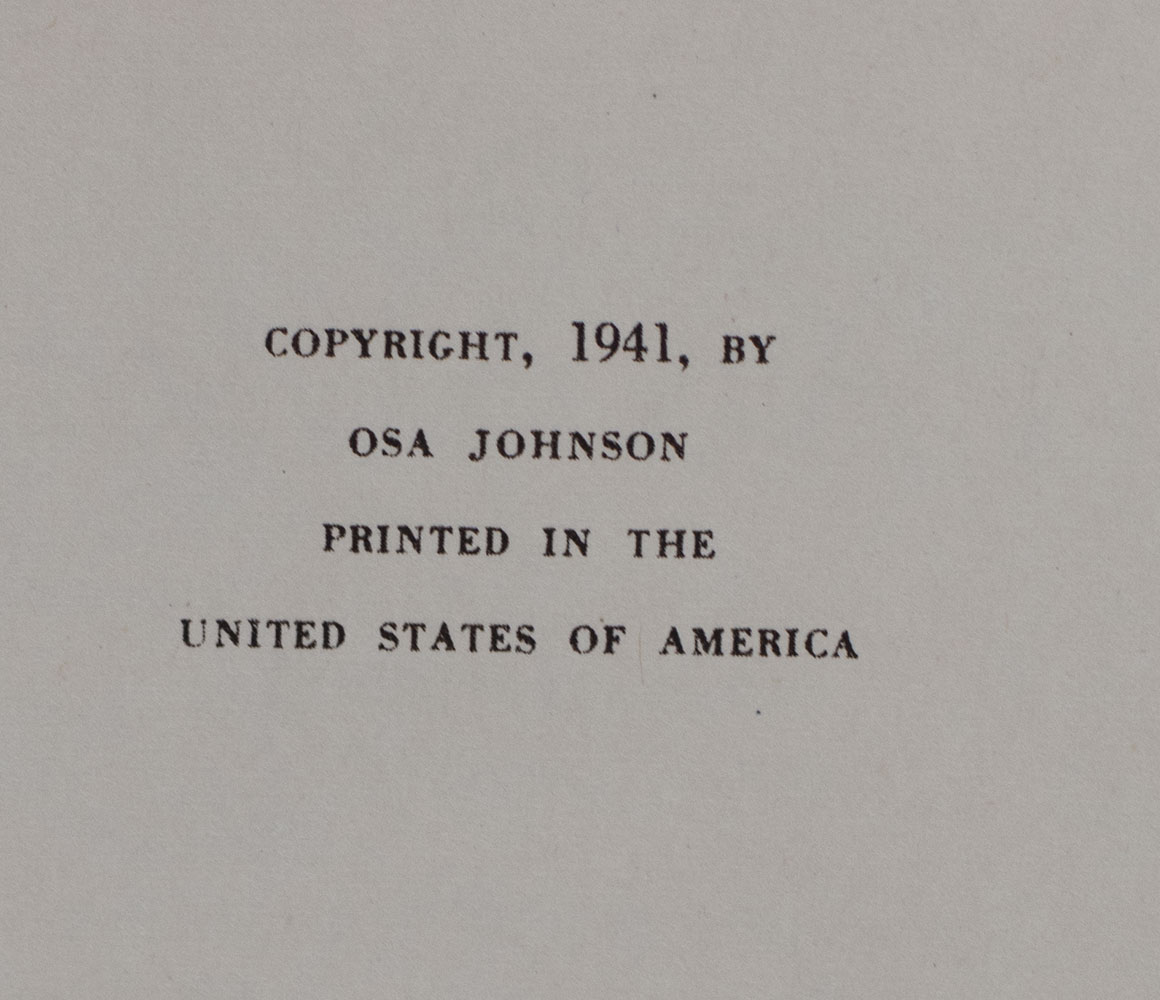 COPYRIGHT, 1941, BY
OSA JOHNSON
PRINTED IN THE
UNITED STATES OF AMERICA